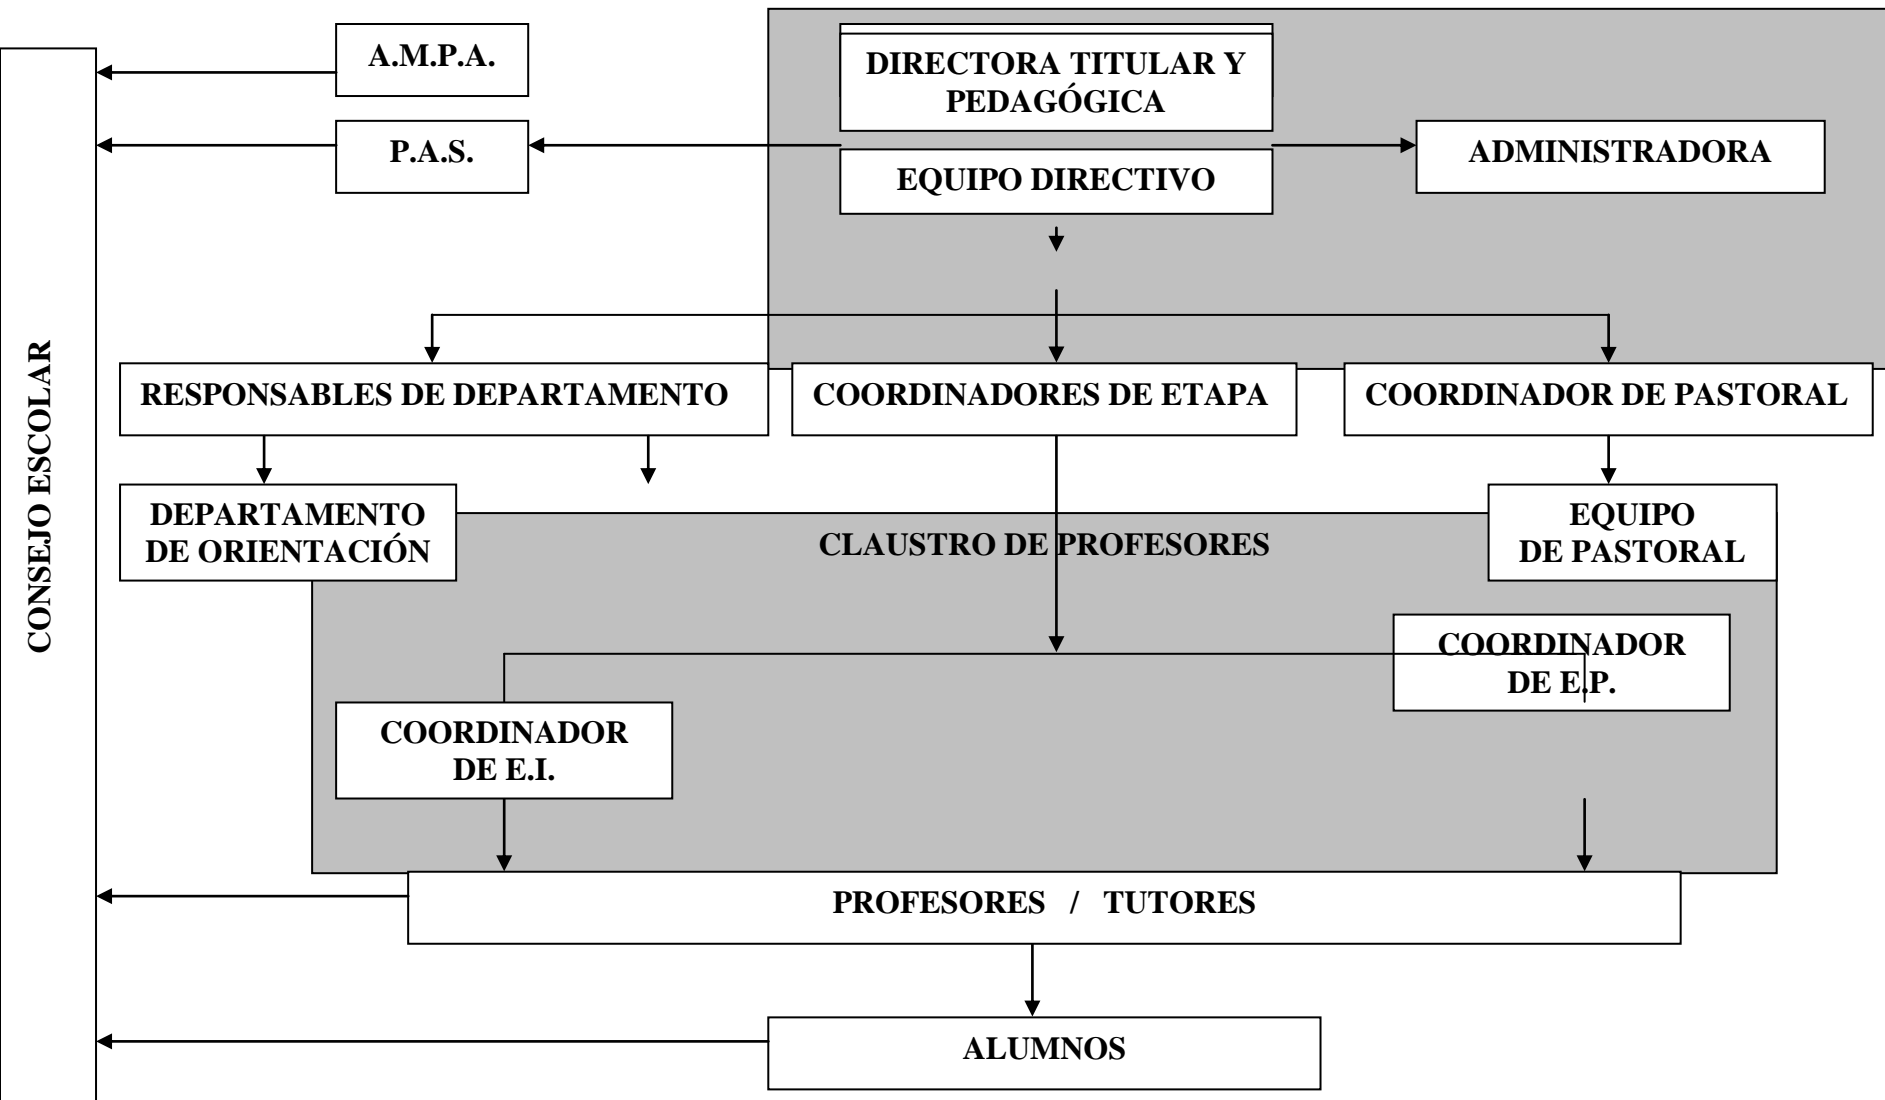 A.M.P.A.
DIRECTORA TITULAR Y
PEDAGÓGICA
P.A.S.
ADMINISTRADORA
EQUIPO DIRECTIVO
CONSEJO ESCOLAR
RESPONSABLES DE DEPARTAMENTO
COORDINADORES DE ETAPA
COORDINADOR DE PASTORAL
DEPARTAMENTO
DE ORIENTACIÓN
CLAUSTRO DE PROFESORES
EQUIPO
DE PASTORAL
COORDINADOR
DE E.P.
COORDINADOR
DE E.I.
PROFESORES / TUTORES
ALUMNOS